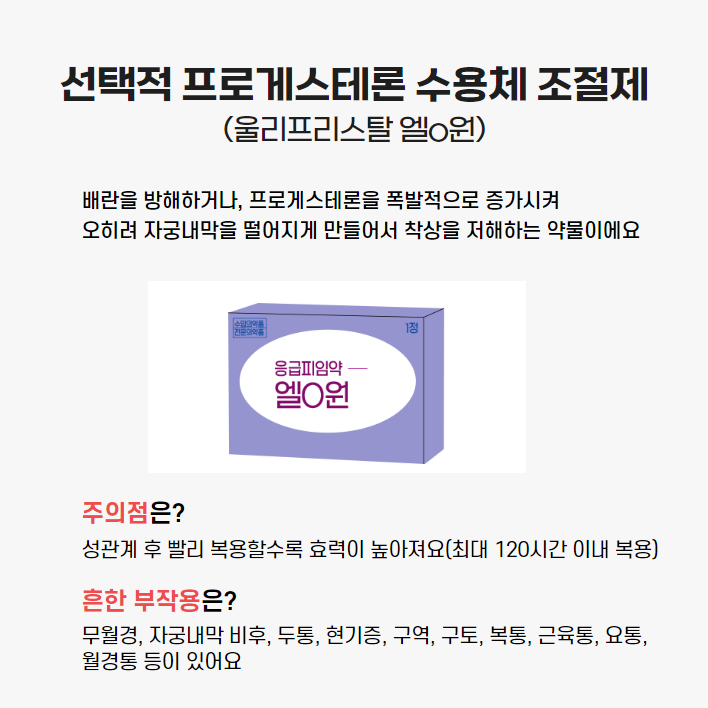 선택적 프로게스테론 수용체 조절제
(울리프리스탈 엘O원)
배란을 방해하거나, 프로게스테론을 폭발적으로 증가시켜
오히려 자궁내막을 떨어지게 만들어서 착상을 저해하는 약물이에요
수입의약품
전문의약품
1정
응급피임약
엘O원
주의점은?
성관계 후 빨리 복용할수록 효력이 높아져요(최대 120시간 이내 복용)
흔한 부작용은?
무월경, 자궁내막 비후, 두통, 현기증, 구역, 구토, 복통, 근육통, 요통,
월경통 등이 있어요